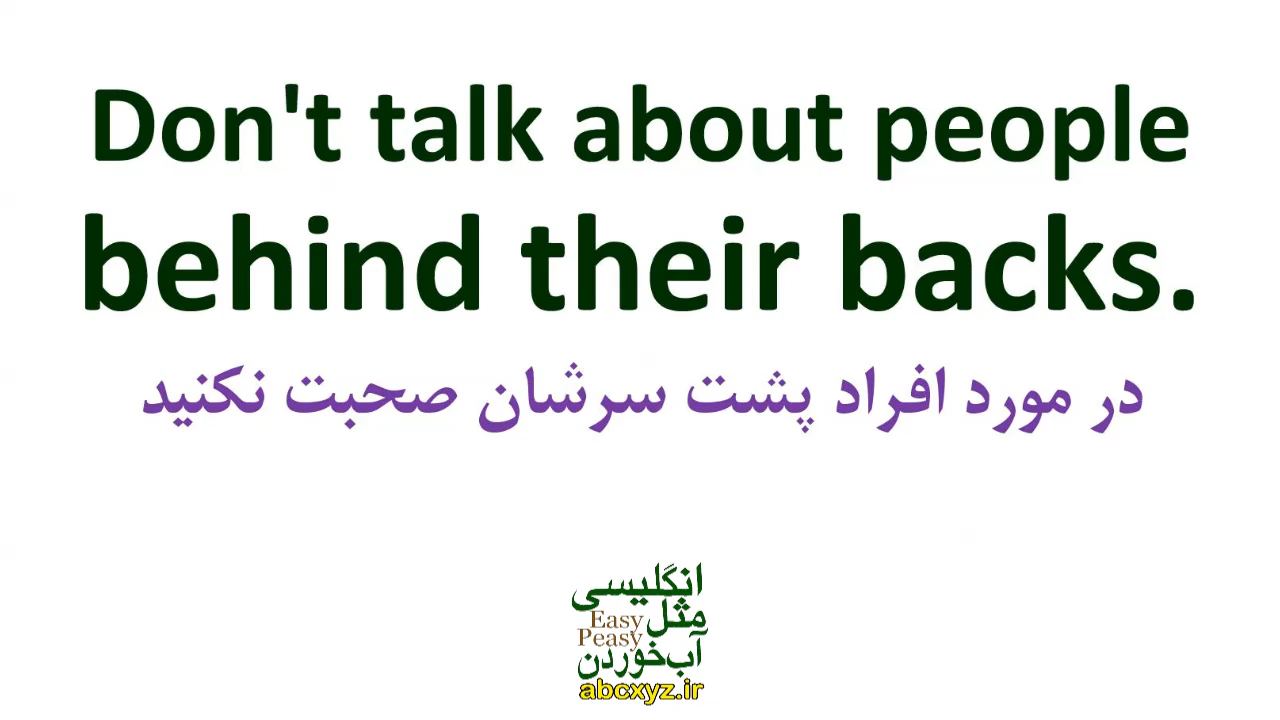 Don't talk about people
behind their backs.
در مورد افراد پشت سرشان صحبت نکنید
انگلیسی
مثل
Easy
Peasy
آب‌خوردن
abcxyz.ir